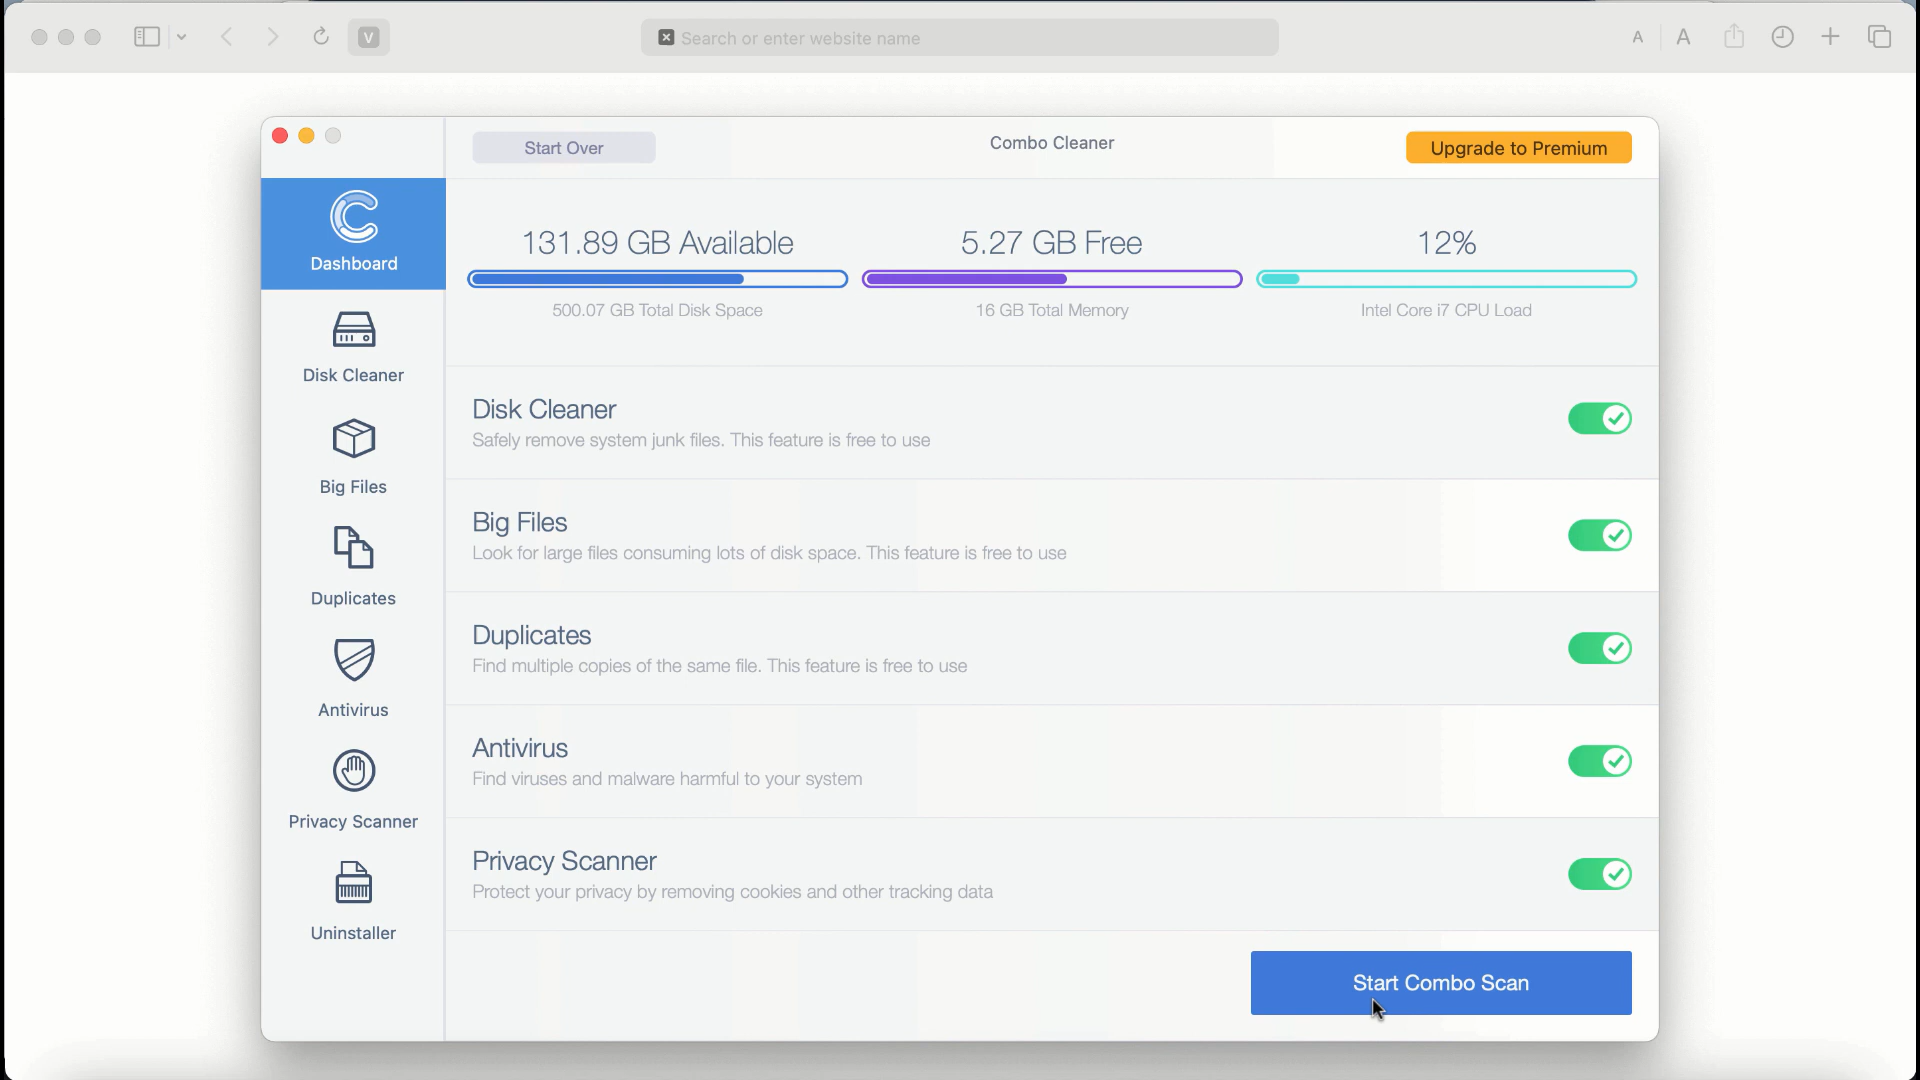 V
Search or enter website name
A
A
Start Over
Combo Cleaner
Upgrade to Premium
Dashboard
Disk Cleaner
Big Files
Duplicates
Antivirus
Privacy Scanner
Uninstaller
131.89 GB Available
500.07 GB Total Disk Space
5.27 GB Free
16 GB Total Memory
12%
Intel Core i7 CPU Load
Disk Cleaner
Safely remove system junk files. This feature is free to use
Big Files
Look for large files consuming lots of disk space. This feature is free to use
Duplicates
Find multiple copies of the same file. This feature is free to use
Antivirus
Find viruses and malware harmful to your system
Privacy Scanner
Protect your privacy by removing cookies and other tracking data
Start Combo Scan